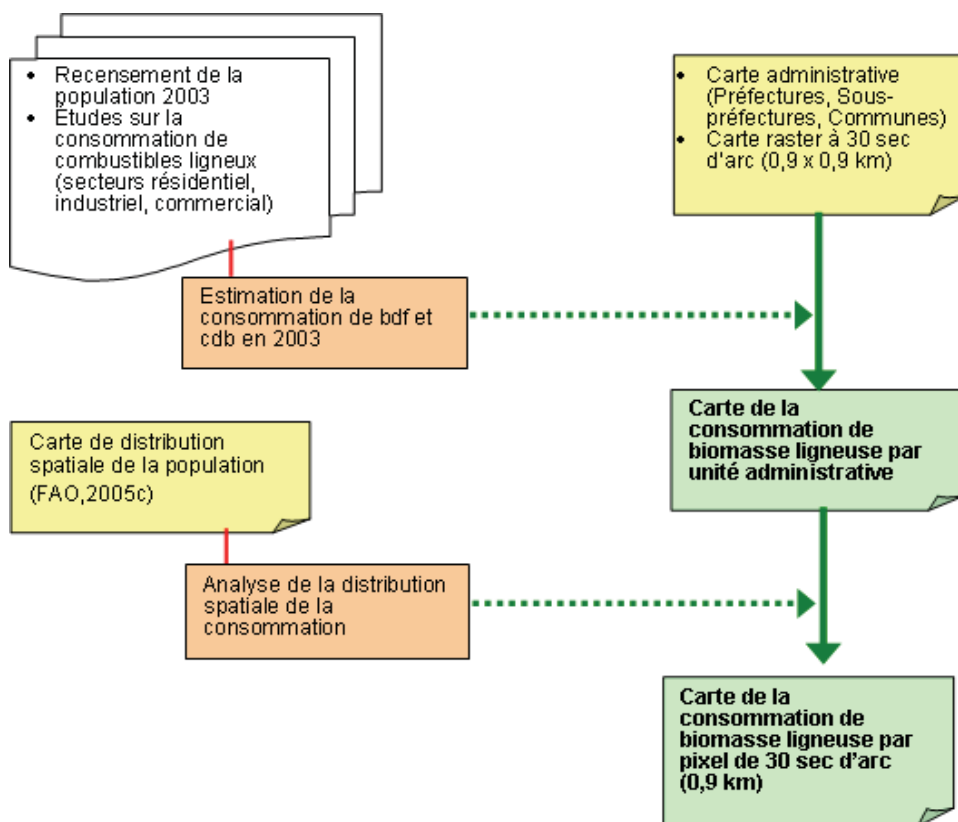 • Recensement de la
population 2003
• Études sur la
consommation de
combustibles ligneux
(secteurs résidentiel,
industriel, commercial)
• Carte administrative
(Préfectures, Sous-
préfectures, Communes)
• Carte raster à 30 sec
d'arc (0,9 x 0,9 km)
Estimation de la
consommation de bdf et
cdb en 2003
Carte de la
consommation de
biomasse ligneuse par
unité administrative
Carte de distribution
spatiale de la population
(FAO,2005c)
Analyse de la distribution
spatiale de la
consommation
Carte de la
consommation de
biomasse ligneuse par
pixel de 30 sec d'arc
(0,9 km)